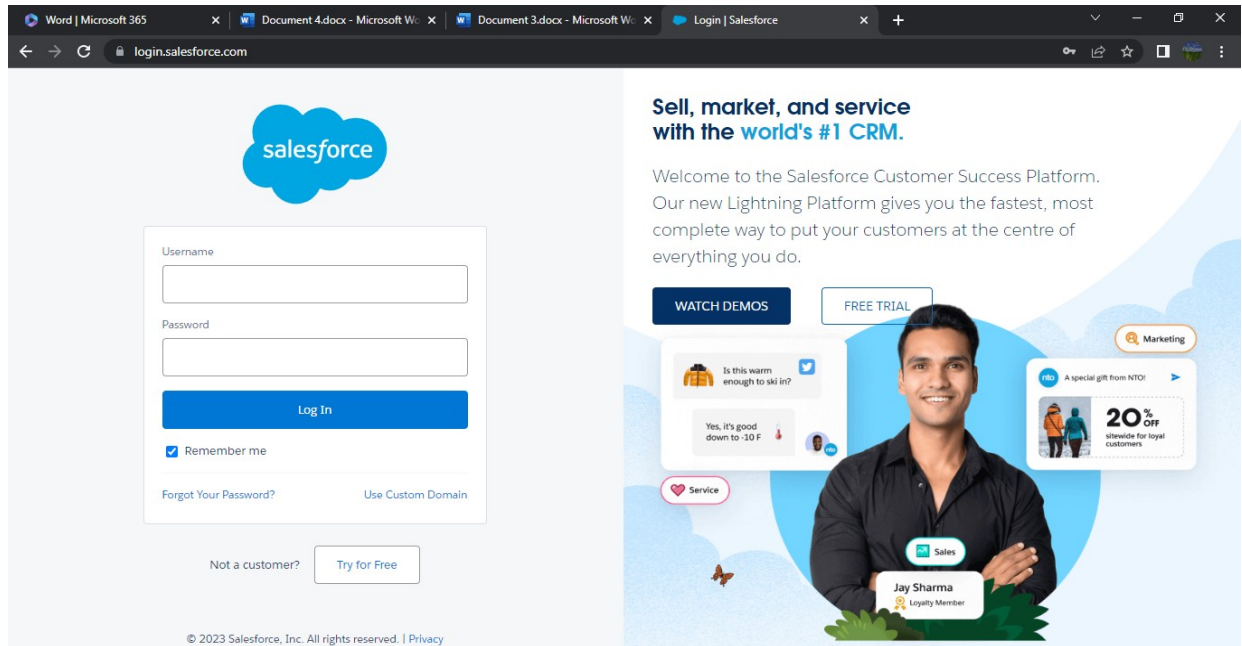 Word | Microsoft 365
Document 4.docx - Microsoft Wo
Document 3.docx - Microsoft Wo
Login | Salesforce
login.salesforce.com
salesforce
Username
Password
Log In
Remember me
Forgot Your Password?
Use Custom Domain
Not a customer?
Try for Free
© 2023 Salesforce, Inc. All rights reserved. | Privacy
Sell, market, and service
with the world's #1 CRM.
Welcome to the Salesforce Customer Success Platform.
Our new Lightning Platform gives you the fastest, most
complete way to put your customers at the centre of
everything you do.
WATCH DEMOS
FREE TRIAL
Is this warm
enough to ski in?
Yes, it's good
down to -10 F
nto
Service
Marketing
nto
A special gift from NTO!
20% OFF
sitewide for loyal
customers
Sales
Jay Sharma
Loyalty Member